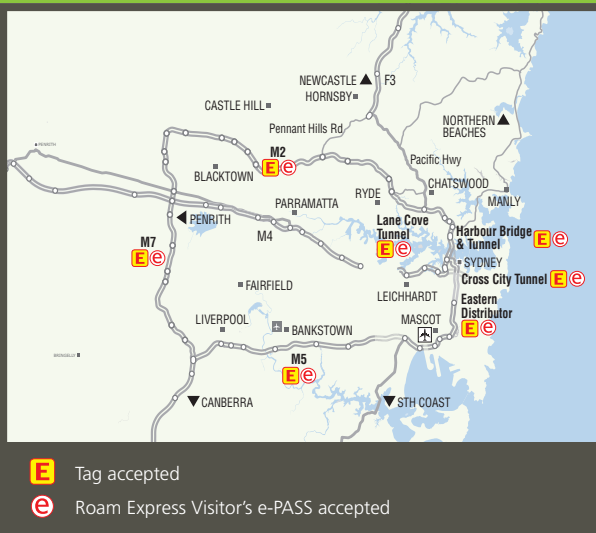 NEWCASTLE
F3
HORNSBY
CASTLE HILL
NORTHERN
BEACHES
Pennant Hills Rd
PENRITH
M2
E e
BLACKTOWN
Pacific Hwy
CHATSWOOD
RYDE
MANLY
PARRAMATTA
PENRITH
Lane Cove
Tunnel
E e
Harbour Bridge
& Tunnel
E e
M4
M7
E e
SYDNEY
Cross City Tunnel E e
FAIRFIELD
LEICHHARDT
Eastern
Distributor
E e
LIVERPOOL
BANKSTOWN
MASCOT
M5
E e
BRINGELLY
CANBERRA
STH COAST
E Tag accepted
e Roam Express Visitor's e-PASS accepted